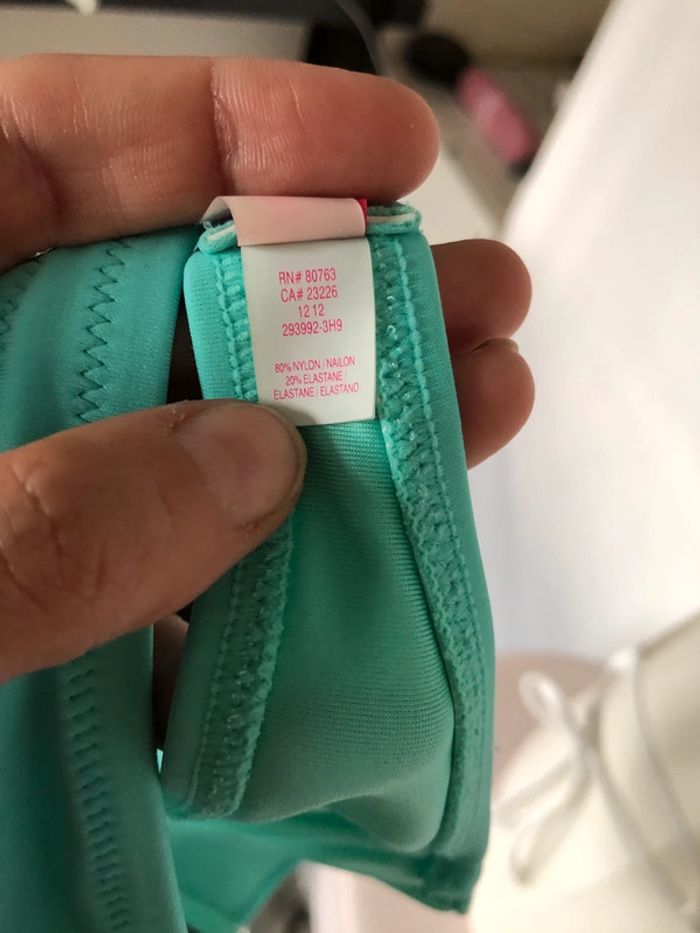 RN# 80763
CA# 23226
12 12
293992-3H9
80% NYLON / NAILON
20% ELASTANE /
ÉLASTANE / ELASTANO